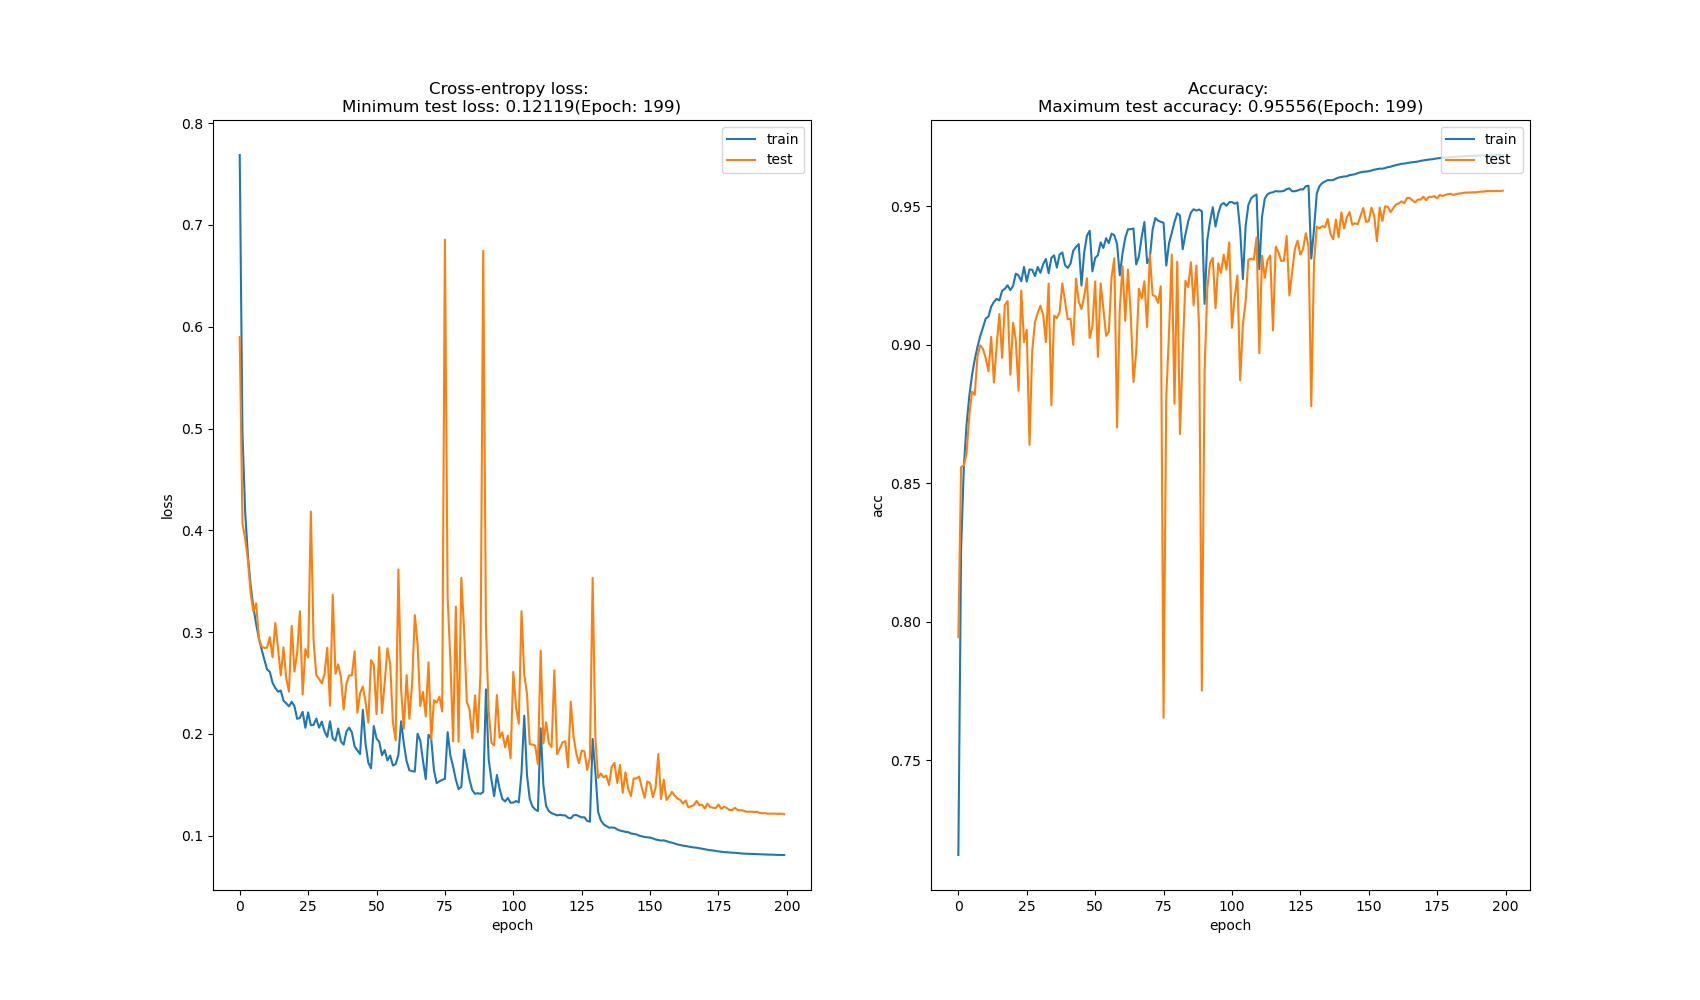 Cross-entropy loss:
Minimum test loss: 0.12119(Epoch: 199)
train
test
0.8
0.7
0.6
0.5
0.4
0.3
0.2
0.1
loss
0 25 50 75 100 125 150 175 200
epoch
Accuracy:
Maximum test accuracy: 0.95556(Epoch: 199)
train
test
0.95
0.90
0.85
0.80
0.75
acc
0 25 50 75 100 125 150 175 200
epoch